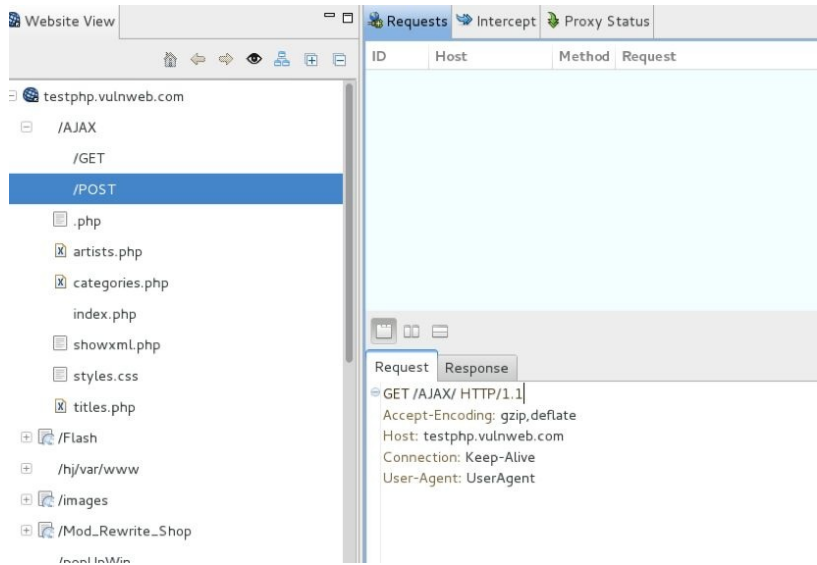 Website View
testphp.vulnweb.com
/AJAX
/GET
/POST
.php
artists.php
categories.php
index.php
showxml.php
styles.css
titles.php
/Flash
/hj/var/www
/images
/Mod_Rewrite_Shop
/popUpWin
Requests Intercept Proxy Status
ID Host Method Request
Request Response
GET /AJAX/ HTTP/1.1
Accept-Encoding: gzip,deflate
Host: testphp.vulnweb.com
Connection: Keep-Alive
User-Agent: UserAgent